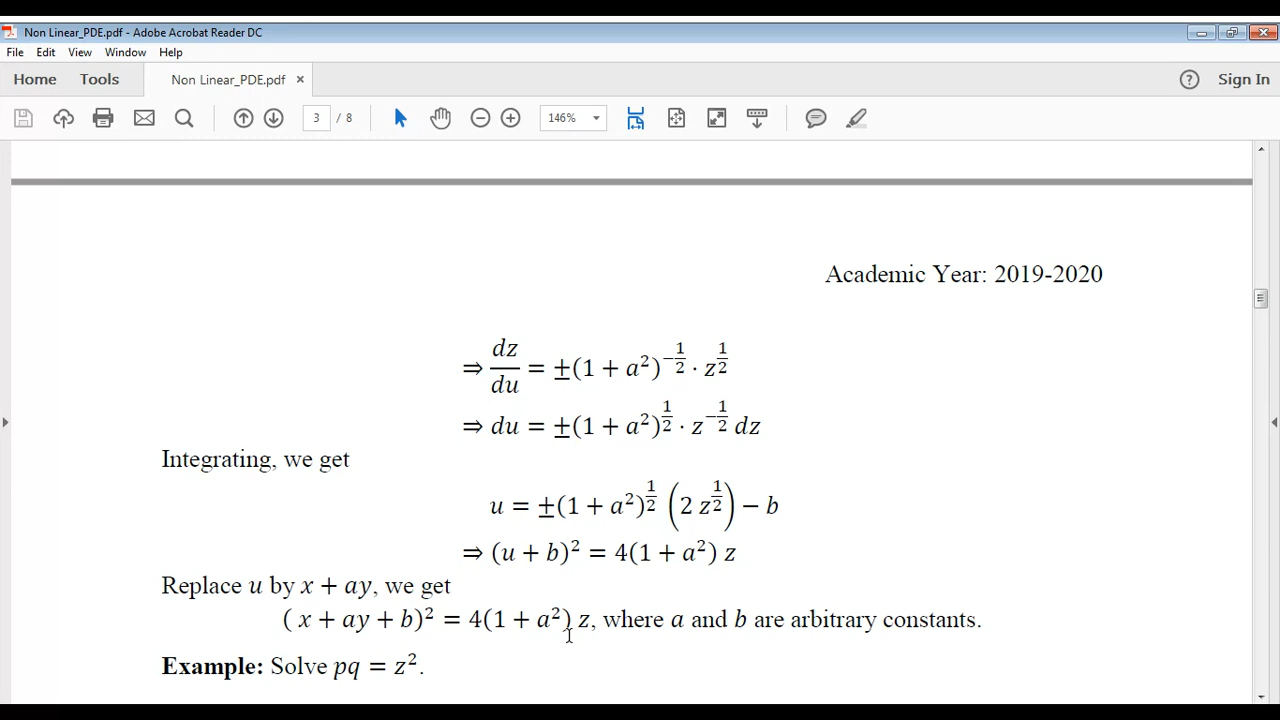 Non Linear_PDE.pdf - Adobe Acrobat Reader DC
File Edit View Window Help
Home Tools Non Linear_PDE.pdf × Sign In
3 / 8 146%
Academic Year: 2019-2020
⇒ dz/du = ±(1 + a²)^(-1/2) · z^(1/2)
⇒ du = ±(1 + a²)^(1/2) · z^(-1/2) dz
Integrating, we get
u = ±(1 + a²)^(1/2) (2 z^(1/2)) − b
⇒ (u + b)² = 4(1 + a²) z
Replace u by x + ay, we get
( x + ay + b)² = 4(1 + a²) z, where a and b are arbitrary constants.
Example: Solve pq = z².